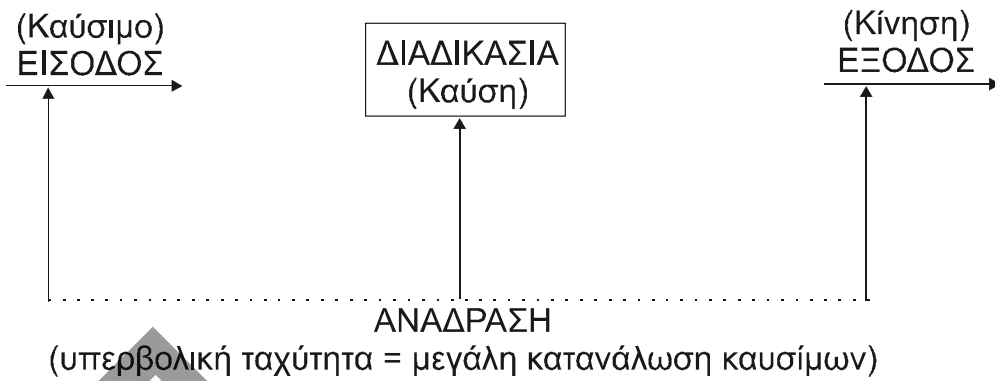 (Καύσιμο)
ΕΙΣΟΔΟΣ
ΔΙΑΔΙΚΑΣΙΑ
(Καύση)
(Κίνηση)
ΕΞΟΔΟΣ
ΑΝΑΔΡΑΣΗ
(υπερβολική ταχύτητα = μεγάλη κατανάλωση καυσίμων)